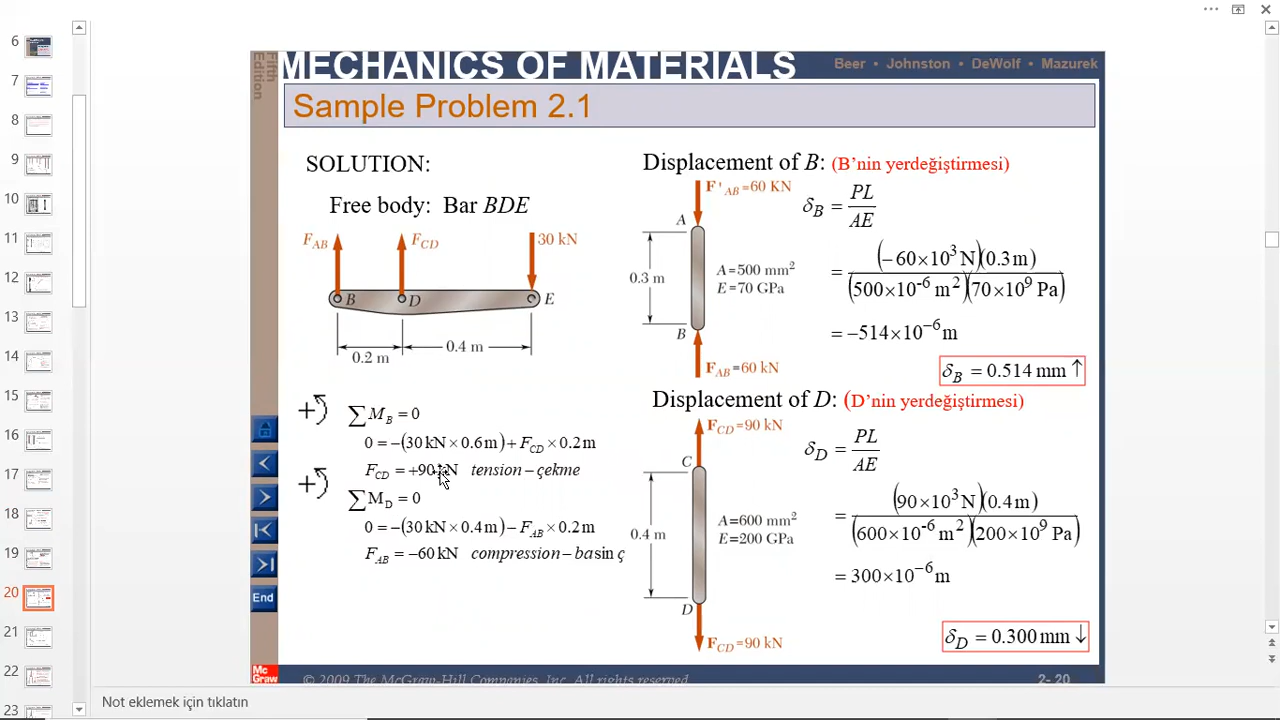 6
7
8
9
10
11
12
13
14
15
16
17
18
19
20
21
22
23
Fifth
Edition
MECHANICS OF MATERIALS
Beer • Johnston • DeWolf • Mazurek
Sample Problem 2.1
SOLUTION:
Free body: Bar BDE
F_AB
F_CD
30 kN
B
D
E
0.2 m
0.4 m
+
∑M_B = 0
0 = −(30 kN × 0.6 m) + F_CD × 0.2 m
F_CD = +90 kN tension − çekme
+
∑M_D = 0
0 = −(30 kN × 0.4 m) − F_AB × 0.2 m
F_AB = −60 kN compression − basin ç
Displacement of B: (B’nin yerdeğiştirmesi)
F'_AB = 60 KN
A
0.3 m
A = 500 mm²
E = 70 GPa
B
F_AB = 60 kN
δ_B = PL/AE
= (−60×10³ N)(0.3 m) / (500×10⁻⁶ m²)(70×10⁹ Pa)
= −514×10⁻⁶ m
δ_B = 0.514 mm ↑
Displacement of D: (D’nin yerdeğiştirmesi)
F_CD = 90 kN
C
0.4 m
A=600 mm²
E=200 GPa
D
F_CD = 90 kN
δ_D = PL/AE
= (90×10³ N)(0.4 m) / (600×10⁻⁶ m²)(200×10⁹ Pa)
= 300×10⁻⁶ m
δ_D = 0.300 mm ↓
End
Mc
Graw
© 2009 The McGraw-Hill Companies, Inc. All rights reserved.
2- 20
Not eklemek için tıklatın